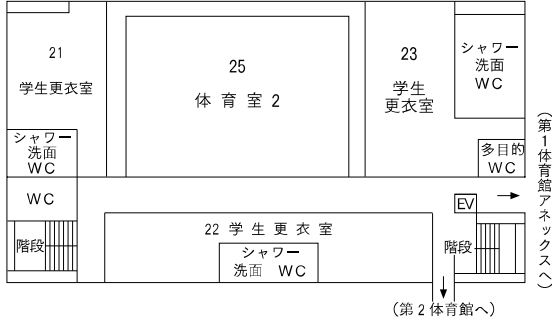 21
学生更衣室
シャワー
洗面
WC
WC
階段
25
体育室2
23
学生
更衣室
シャワー
洗面
WC
多目的
WC
EV
22 学生更衣室
シャワー
洗面 WC
階段
(第1体育館アネックスへ)
(第2体育館へ)